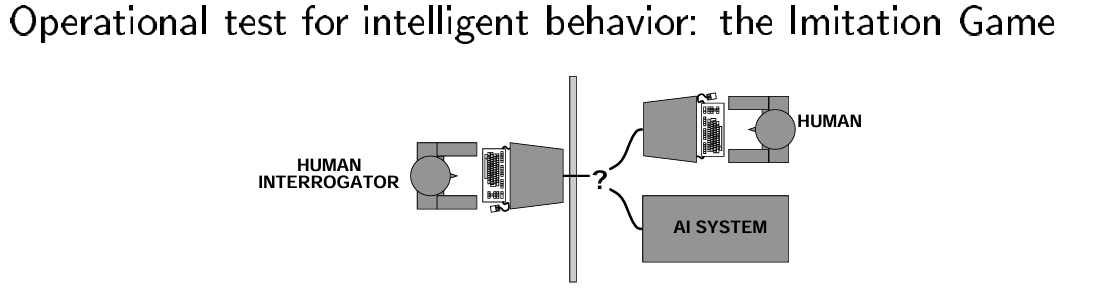 Operational test for intelligent behavior: the Imitation Game
HUMAN
HUMAN
INTERROGATOR
?
AI SYSTEM